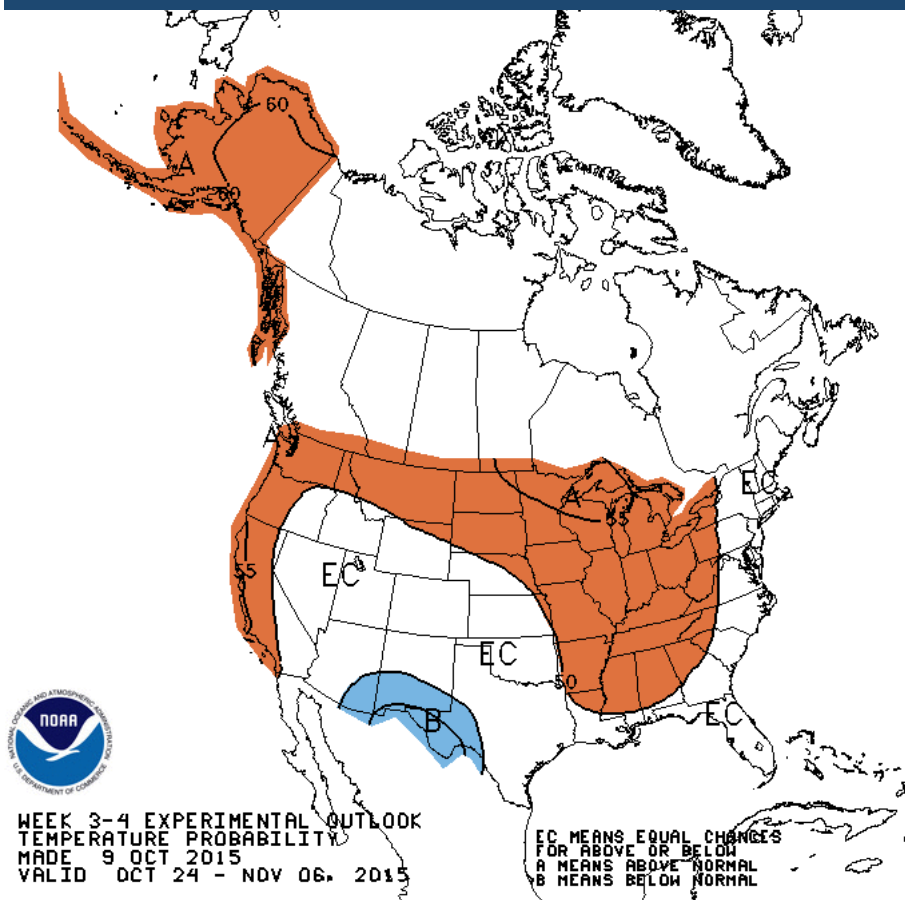 60
A
60
A
EC
A
55
55
EC
EC
50
EC
B
NATIONAL OCEANIC AND ATMOSPHERIC ADMINISTRATION
NOAA
U.S. DEPARTMENT OF COMMERCE
WEEK 3-4 EXPERIMENTAL OUTLOOK
TEMPERATURE PROBABILITY
MADE 9 OCT 2015
VALID OCT 24 - NOV 06, 2015
EC MEANS EQUAL CHANCES
FOR ABOVE OR BELOW
A MEANS ABOVE NORMAL
B MEANS BELOW NORMAL